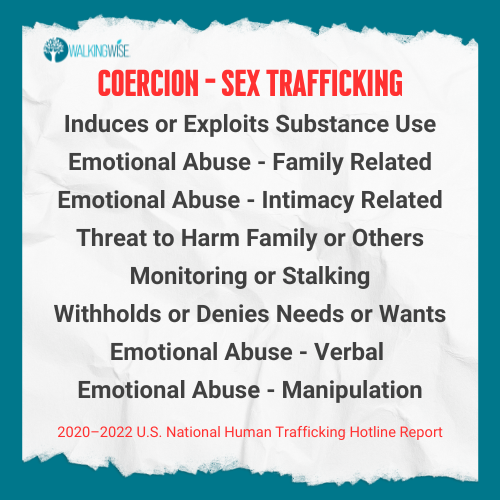 WALKINGWISE
COERCION - SEX TRAFFICKING
Induces or Exploits Substance Use
Emotional Abuse - Family Related
Emotional Abuse - Intimacy Related
Threat to Harm Family or Others
Monitoring or Stalking
Withholds or Denies Needs or Wants
Emotional Abuse - Verbal
Emotional Abuse - Manipulation
2020–2022 U.S. National Human Trafficking Hotline Report